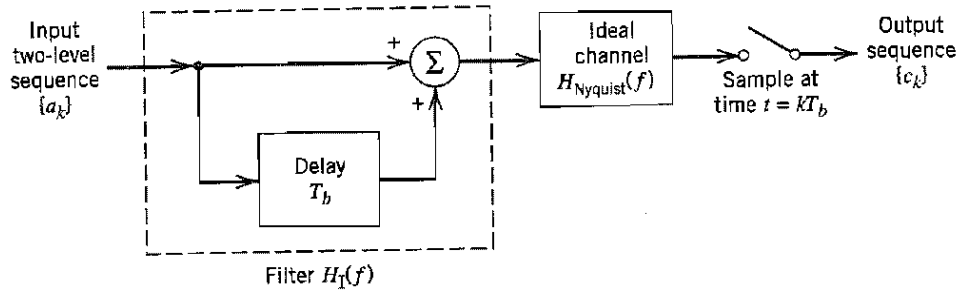 Input
two-level
sequence
{a_k}
+
Σ
+
Delay
T_b
Filter H_I(f)
Ideal
channel
H_Nyquist(f)
Sample at
time t = kT_b
Output
sequence
{c_k}